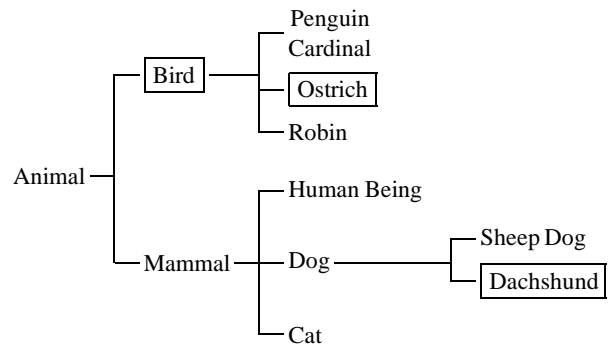 Penguin
Cardinal
Bird
Ostrich
Robin
Animal
Human Being
Sheep Dog
Mammal
Dog
Dachshund
Cat